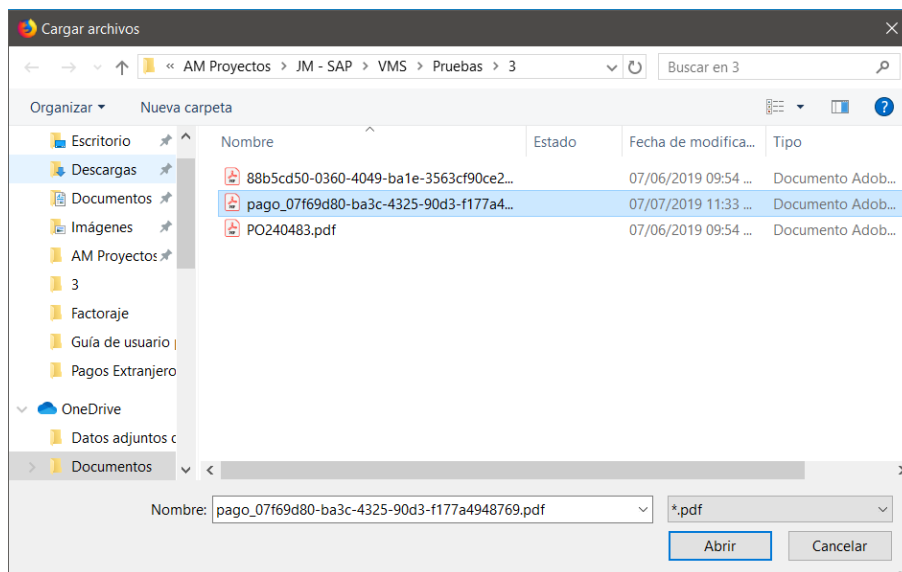 Cargar archivos
« AM Proyectos > JM - SAP > VMS > Pruebas > 3 Buscar en 3
Organizar Nueva carpeta ?
Nombre Estado Fecha de modifica... Tipo
Escritorio
Descargas
Documentos
Imágenes
AM Proyectos
3
Factoraje
Guía de usuario
Pagos Extranjero
OneDrive
Datos adjuntos
Documentos
88b5cd50-0360-4049-ba1e-3563cf90ce2... 07/06/2019 09:54 ... Documento Adob...
pago_07f69d80-ba3c-4325-90d3-f177a4... 07/07/2019 11:33 ... Documento Adob...
PO240483.pdf 07/06/2019 09:54 ... Documento Adob...
Nombre: pago_07f69d80-ba3c-4325-90d3-f177a4948769.pdf *.pdf
Abrir Cancelar